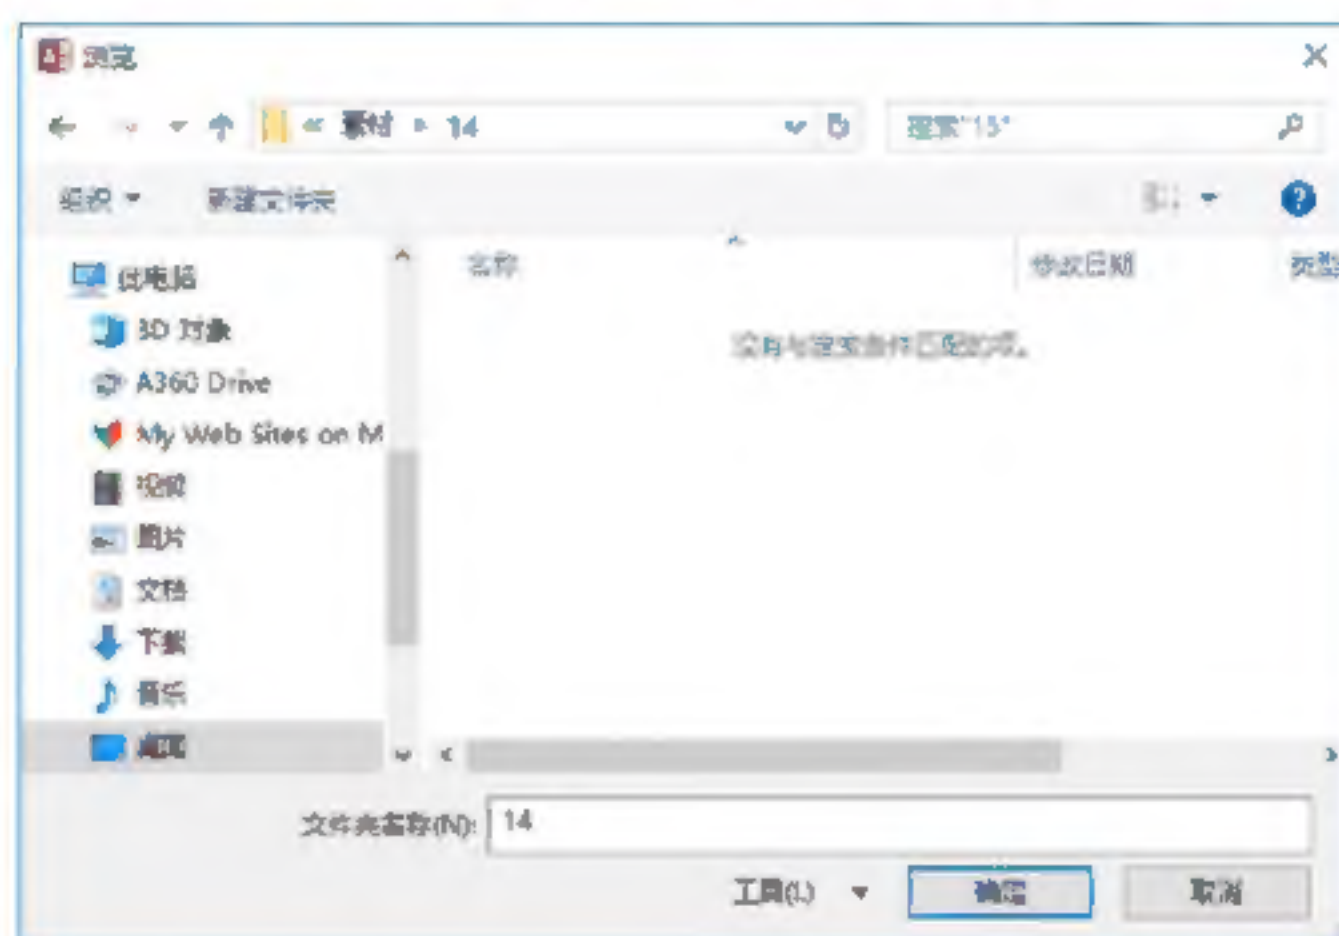 浏览
« 素材 ▸ 14
搜索"15"
组织
新建文件夹
此电脑
3D 对象
A360 Drive
My Web Sites on M
视频
图片
文档
下载
音乐
桌面
名称
修改日期
类型
没有与搜索条件匹配的项。
文件夹名称(N): 14
工具(L)
确定
取消